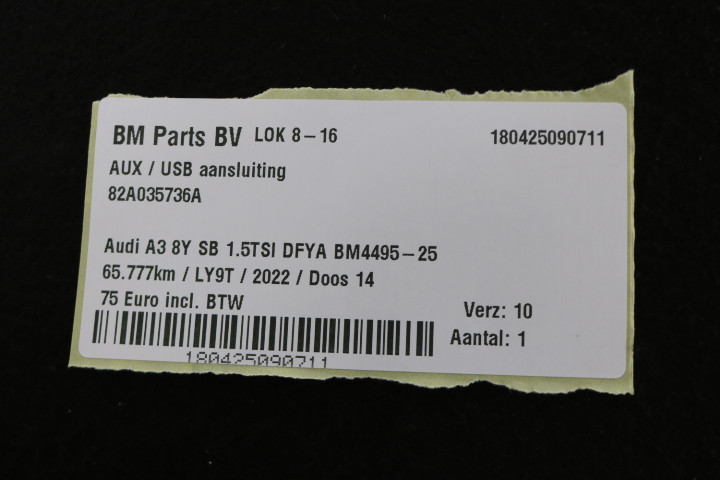 BM Parts BV LOK 8-16 180425090711
AUX / USB aansluiting
82A035736A
Audi A3 8Y SB 1.5TSI DFYA BM4495-25
65.777km / LY9T / 2022 / Doos 14
75 Euro incl. BTW
Verz: 10
Aantal: 1
180425090711